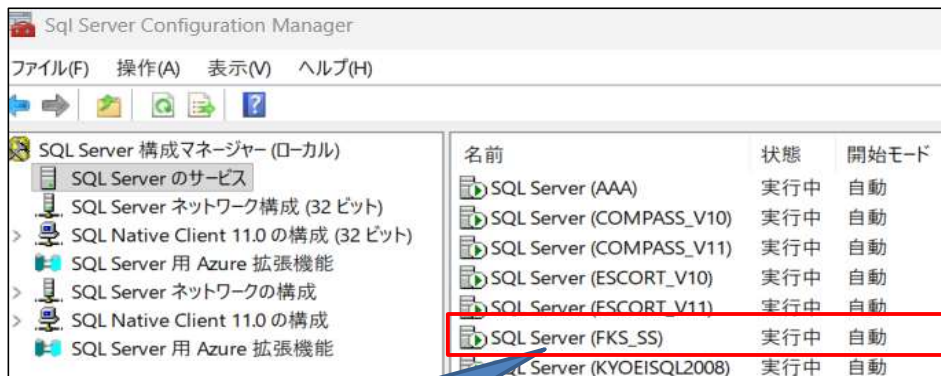 Sql Server Configuration Manager
ファイル(F) 操作(A) 表示(V) ヘルプ(H)
SQL Server 構成マネージャー (ローカル)
SQL Server のサービス
SQL Server ネットワーク構成 (32 ビット)
SQL Native Client 11.0 の構成 (32 ビット)
SQL Server 用 Azure 拡張機能
SQL Server ネットワークの構成
SQL Native Client 11.0 の構成
SQL Server 用 Azure 拡張機能
名前 状態 開始モード
SQL Server (AAA) 実行中 自動
SQL Server (COMPASS_V10) 実行中 自動
SQL Server (COMPASS_V11) 実行中 自動
SQL Server (ESCORT_V10) 実行中 自動
SQL Server (ESCORT_V11) 実行中 自動
SQL Server (FKS_SS) 実行中 自動
SQL Server (KYOEISQL2008) 実行中 自動